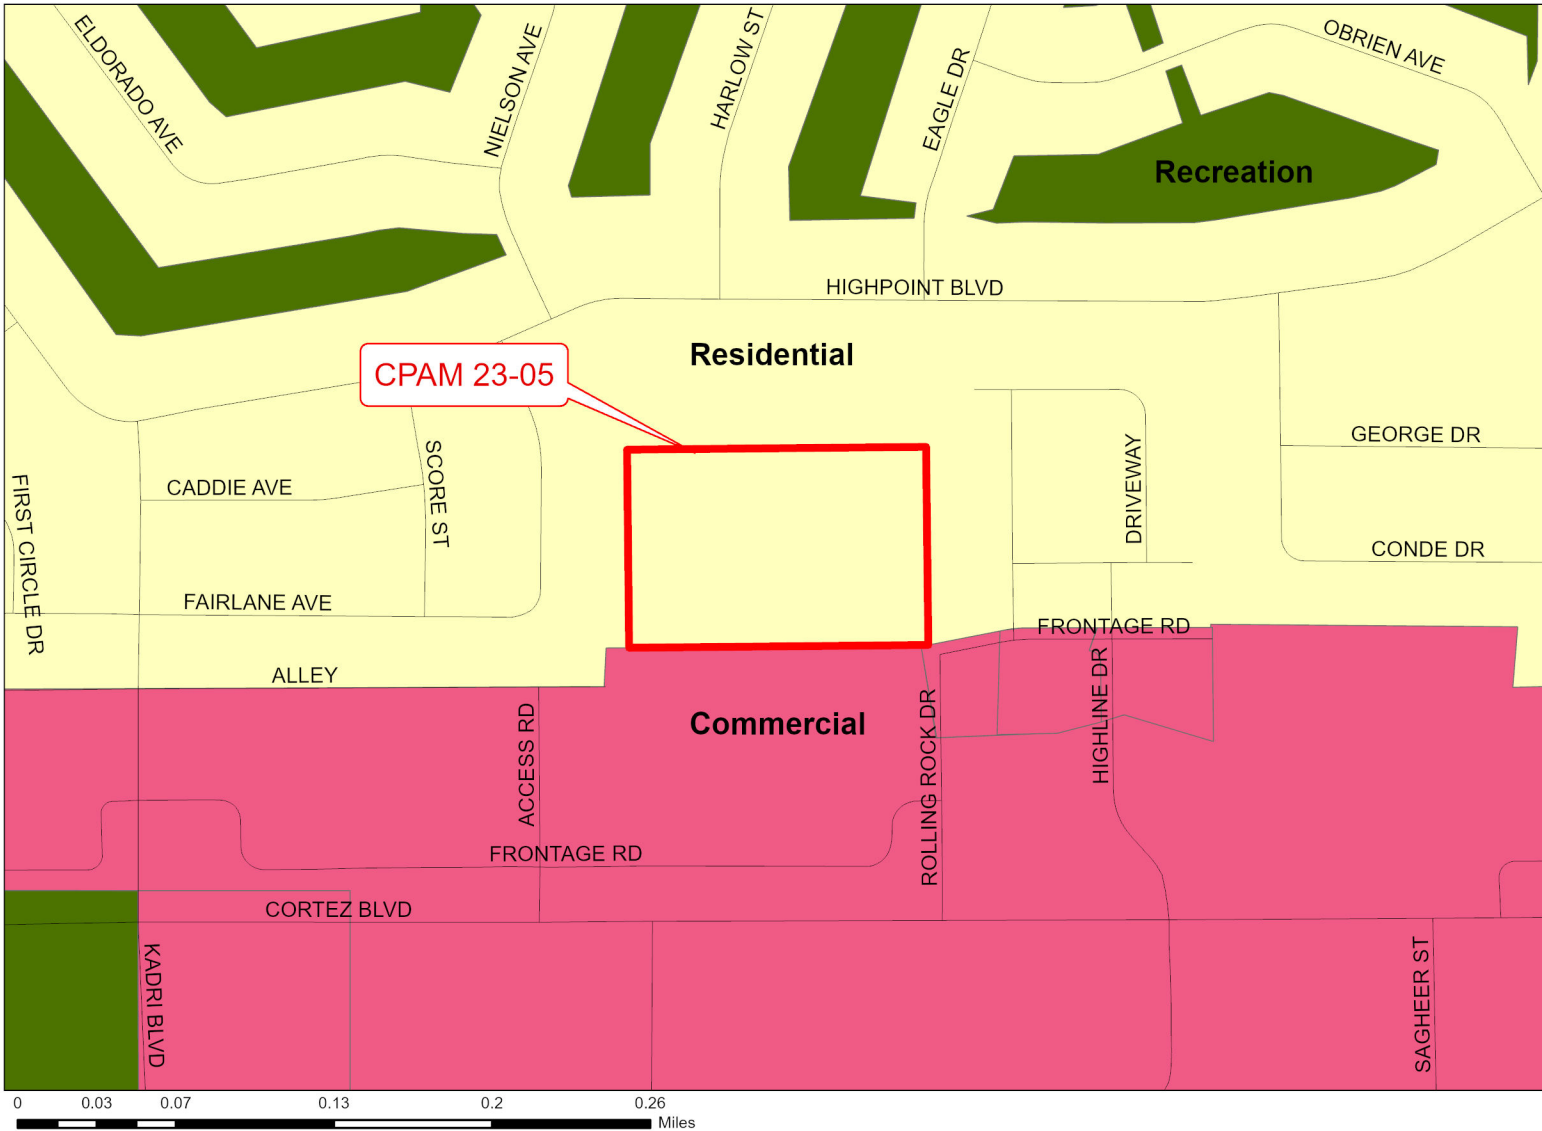 ELDORADO AVE
NIELSON AVE
HARLOW ST
EAGLE DR
OBRIEN AVE
Recreation
HIGHPOINT BLVD
Residential
CPAM 23-05
FIRST CIRCLE DR
CADDIE AVE
SCORE ST
DRIVEWAY
GEORGE DR
CONDE DR
FAIRLANE AVE
FRONTAGE RD
ALLEY
ACCESS RD
Commercial
ROLLING ROCK DR
HIGHLINE DR
FRONTAGE RD
CORTEZ BLVD
KADRI BLVD
SAGHEER ST
0 0.03 0.07 0.13 0.2 0.26
Miles